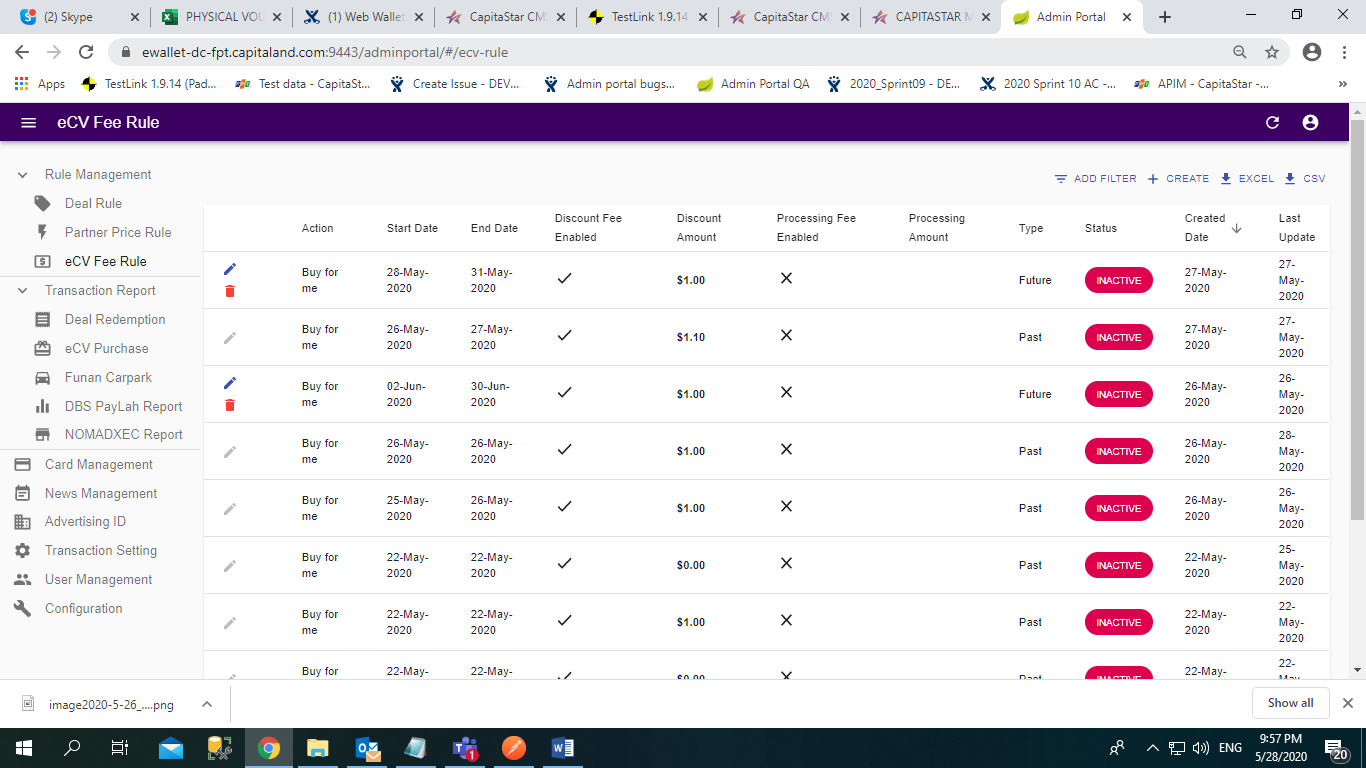 (2) Skype
PHYSICAL VOU
(1) Web Wallet
CapitaStar CMS
TestLink 1.9.14
CapitaStar CMS
CAPITASTAR M
Admin Portal
ewallet-dc-fpt.capitaland.com:9443/adminportal/#/ecv-rule
Apps
TestLink 1.9.14 (Pad...
Test data - CapitaSt...
Create Issue - DEV...
Admin portal bugs...
Admin Portal QA
2020_Sprint09 - DE...
2020 Sprint 10 AC -...
APIM - CapitaStar -...
»
eCV Fee Rule
Rule Management
Deal Rule
Partner Price Rule
eCV Fee Rule
Transaction Report
Deal Redemption
eCV Purchase
Funan Carpark
DBS PayLah Report
NOMADXEC Report
Card Management
News Management
Advertising ID
Transaction Setting
User Management
Configuration
ADD FILTER
CREATE
EXCEL
CSV
Action
Start Date
End Date
Discount Fee
Enabled
Discount
Amount
Processing Fee
Enabled
Processing
Amount
Type
Status
Created
Date
Last
Update
Buy for
me
28-May-
2020
31-May-
2020
$1.00
Future
INACTIVE
27-May-
2020
27-
May-
2020
Buy for
me
26-May-
2020
27-May-
2020
$1.10
Past
INACTIVE
27-May-
2020
27-
May-
2020
Buy for
me
02-Jun-
2020
30-Jun-
2020
$1.00
Future
INACTIVE
26-May-
2020
26-
May-
2020
Buy for
me
26-May-
2020
26-May-
2020
$1.00
Past
INACTIVE
26-May-
2020
28-
May-
2020
Buy for
me
25-May-
2020
26-May-
2020
$1.00
Past
INACTIVE
26-May-
2020
26-
May-
2020
Buy for
me
22-May-
2020
22-May-
2020
$0.00
Past
INACTIVE
22-May-
2020
25-
May-
2020
Buy for
me
22-May-
2020
22-May-
2020
$1.00
Past
INACTIVE
22-May-
2020
22-
May-
2020
Buy for
22-May-
22-May-
$0.00
Past
INACTIVE
22-May-
22-
May-
image2020-5-26_....png
Show all
1
ENG
9:57 PM
5/28/2020
20